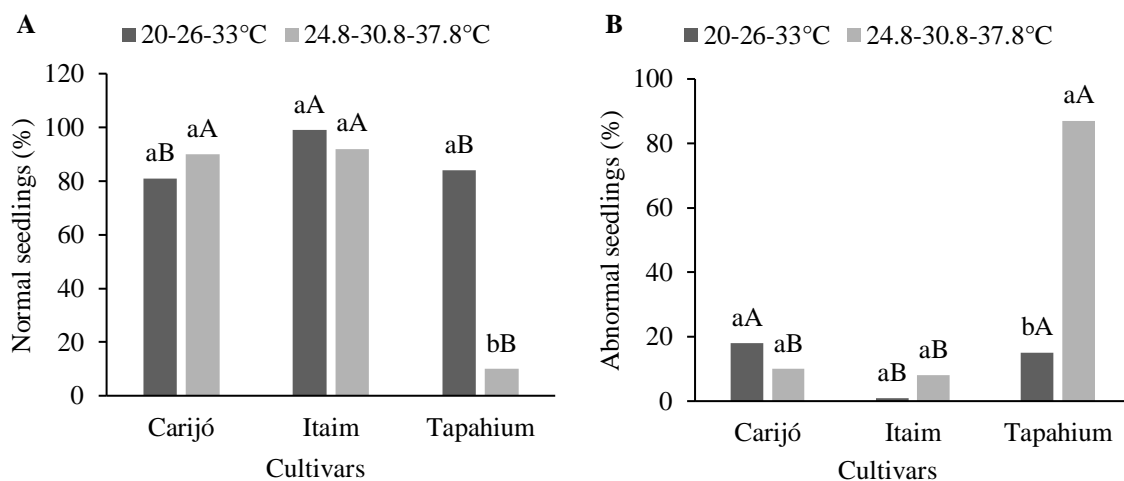 A
20-26-33°C 24.8-30.8-37.8°C
Normal seedlings (%)
120
100
80
60
40
20
0
aB aA
aA aA
aB bB
Carijó Itaim Tapahium
Cultivars
B
20-26-33°C 24.8-30.8-37.8°C
Abnormal seedlings (%)
100
80
60
40
20
0
aA aB
aB aB
bA aA
Carijó Itaim Tapahium
Cultivars